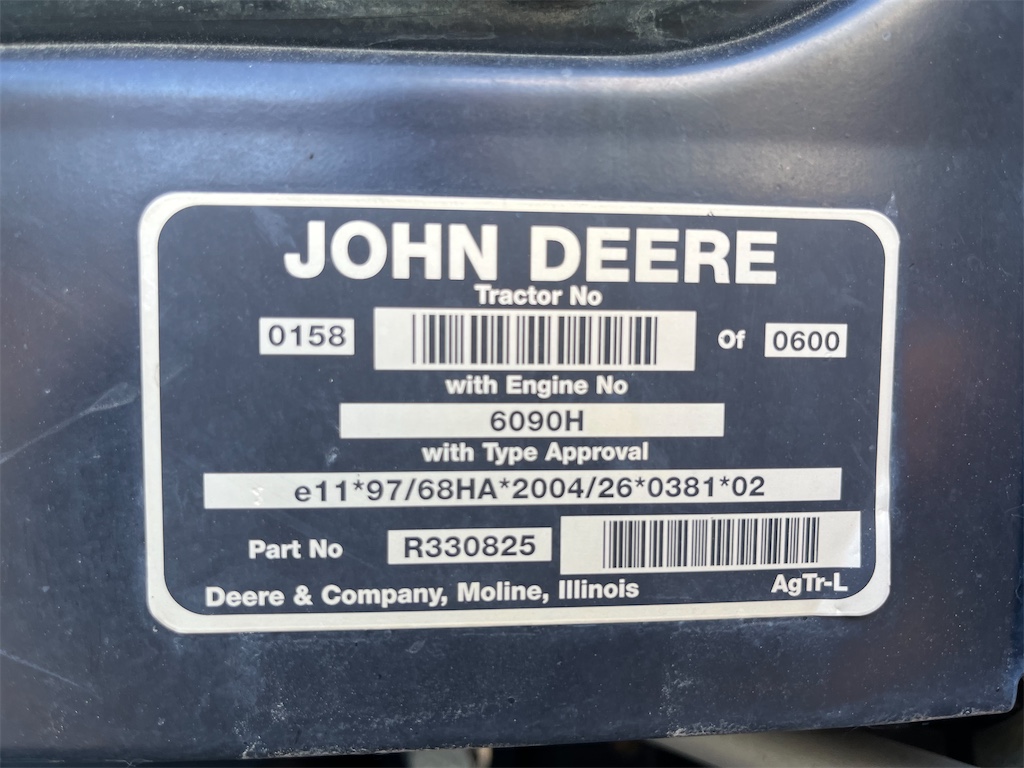 JOHN DEERE
Tractor No
0158 Of 0600
with Engine No
6090H
with Type Approval
e11*97/68HA*2004/26*0381*02
Part No R330825
AgTr-L
Deere & Company, Moline, Illinois